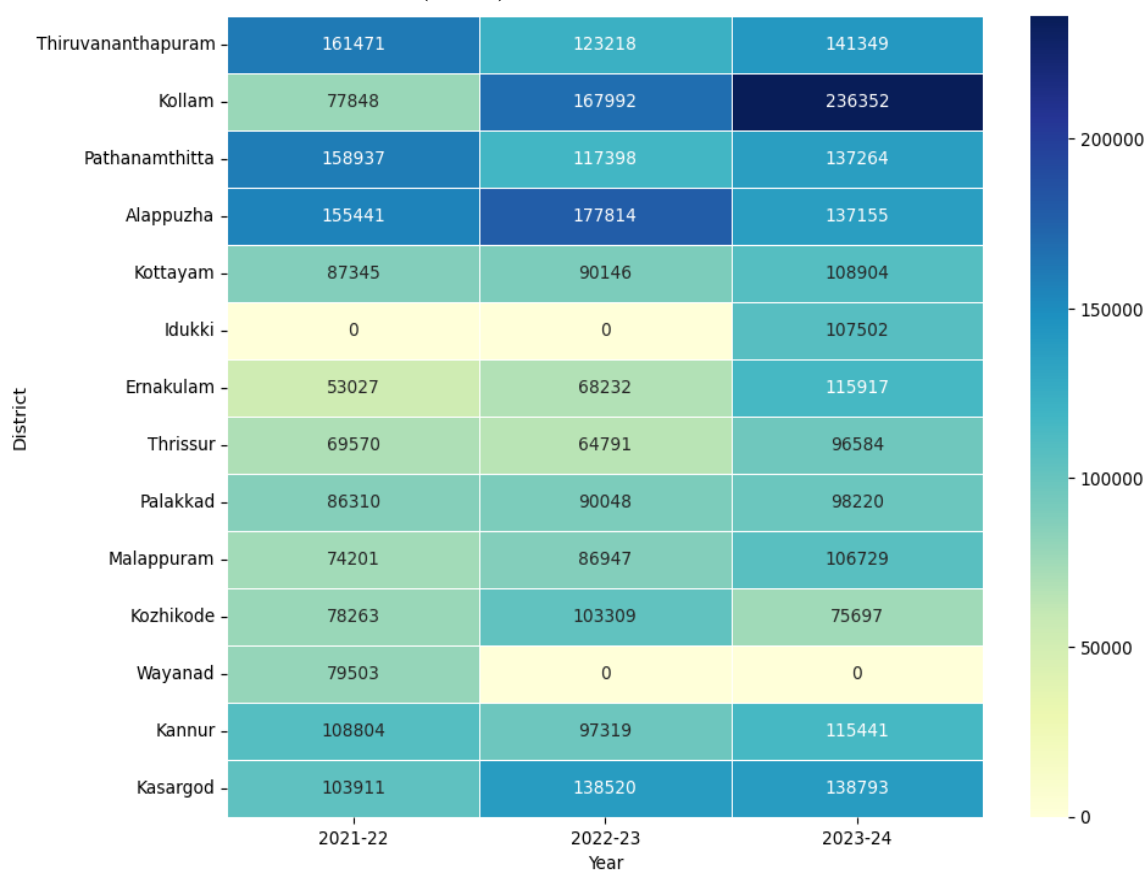 Thiruvananthapuram 161471 123218 141349
Kollam 77848 167992 236352
Pathanamthitta 158937 117398 137264
Alappuzha 155441 177814 137155
Kottayam 87345 90146 108904
Idukki 0 0 107502
Ernakulam 53027 68232 115917
Thrissur 69570 64791 96584
Palakkad 86310 90048 98220
Malappuram 74201 86947 106729
Kozhikode 78263 103309 75697
Wayanad 79503 0 0
Kannur 108804 97319 115441
Kasargod 103911 138520 138793
2021-22 2022-23 2023-24
Year
District
200000
150000
100000
50000
0